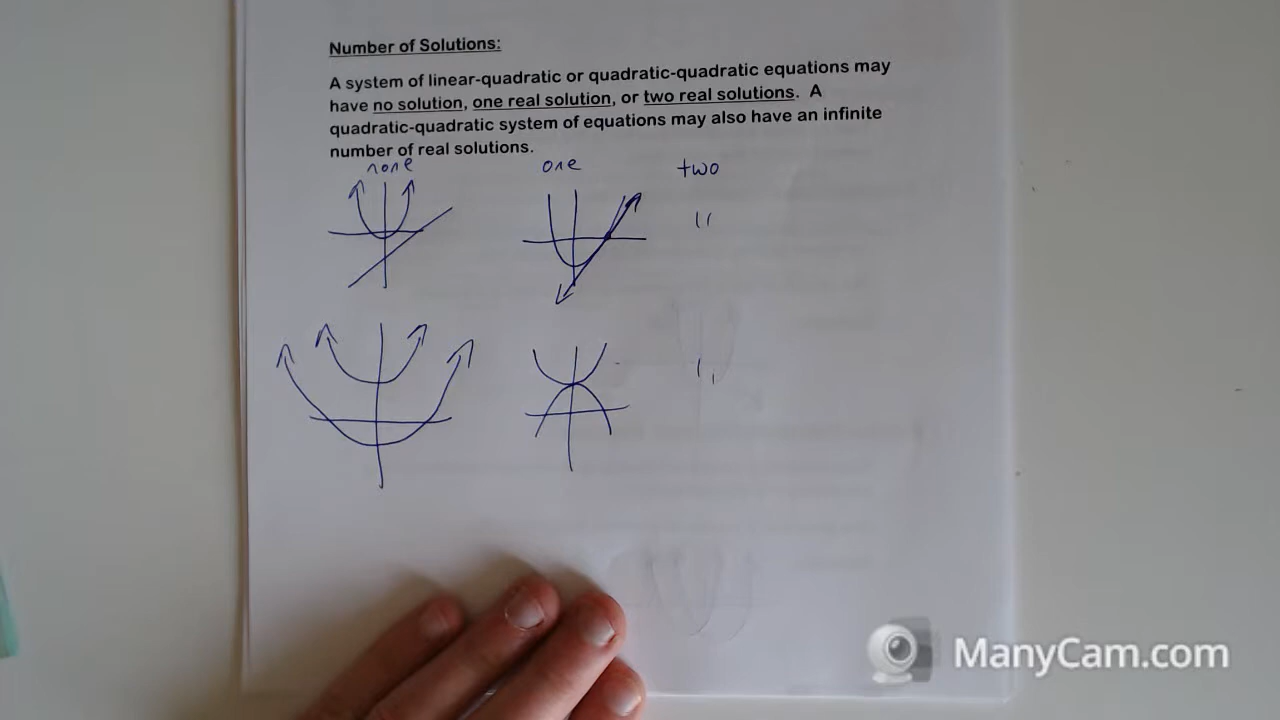 Number of Solutions:
A system of linear-quadratic or quadratic-quadratic equations may
have no solution, one real solution, or two real solutions. A
quadratic-quadratic system of equations may also have an infinite
number of real solutions.
none one two
ManyCam.com